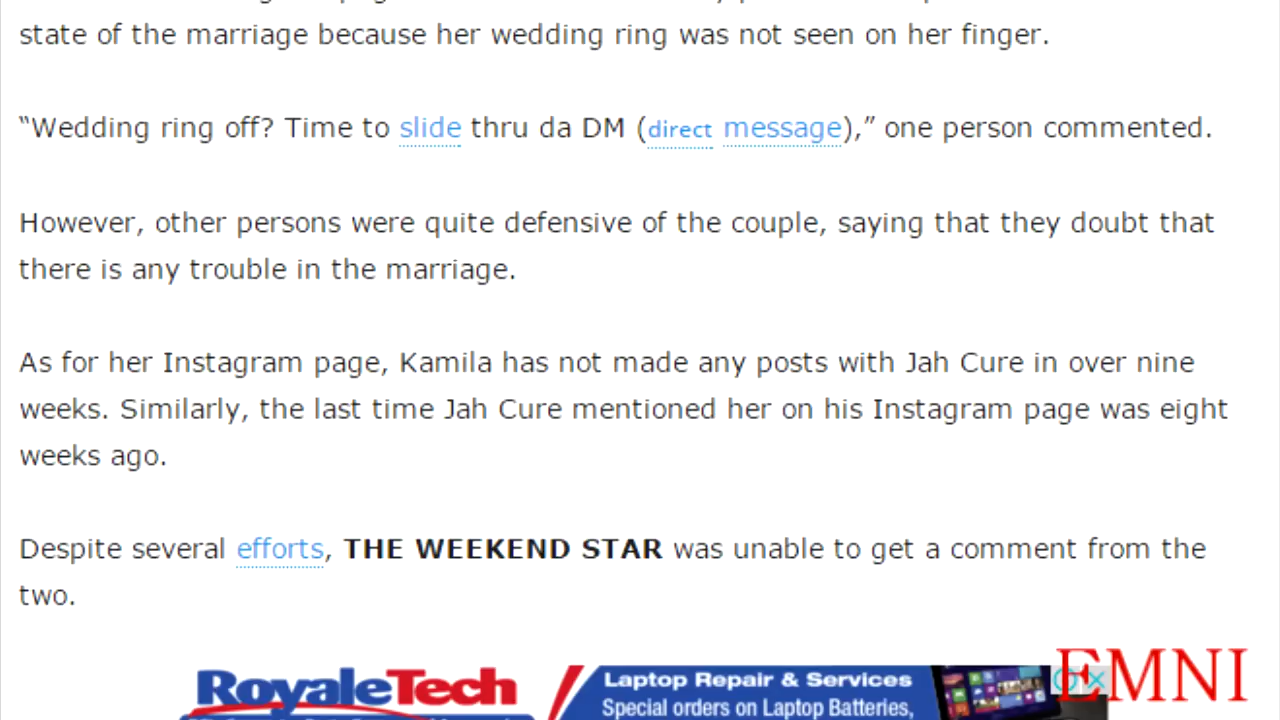 state of the marriage because her wedding ring was not seen on her finger.
“Wedding ring off? Time to slide thru da DM (direct message),” one person commented.
However, other persons were quite defensive of the couple, saying that they doubt that
there is any trouble in the marriage.
As for her Instagram page, Kamila has not made any posts with Jah Cure in over nine
weeks. Similarly, the last time Jah Cure mentioned her on his Instagram page was eight
weeks ago.
Despite several efforts, THE WEEKEND STAR was unable to get a comment from the
two.
RoyaleTech
Laptop Repair & Services
Special orders on Laptop Batteries,
EMNI